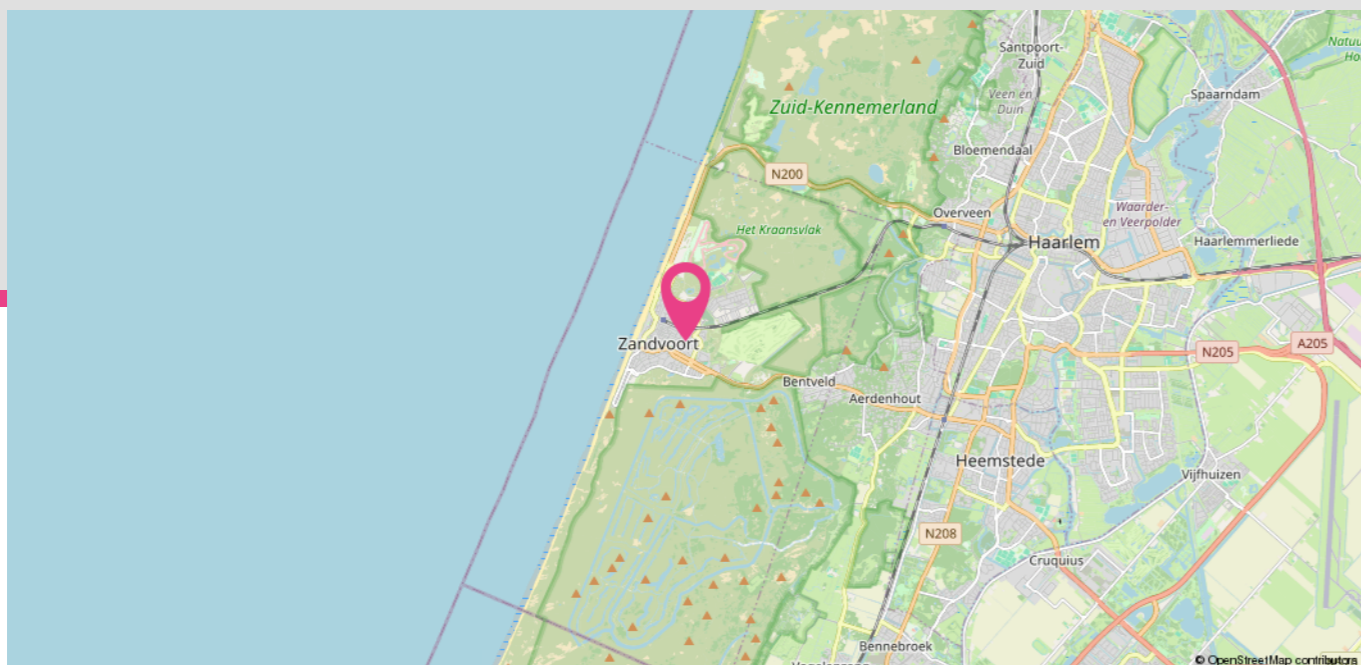 Santpoort-
Zuid
Natuu
Ho
Spaarndam
Veen en
Duin
Zuid-Kennemerland
Bloemendaal
N200
Overveen
Waarder-
en Veerpolder
Het Kraansvlak
Haarlem
Haarlemmerliede
Zandvoort
A205
N205
Bentveld
Aerdenhout
Heemstede
Vijfhuizen
N208
Cruquius
Bennebroek
Vogelenzang
© OpenStreetMap contributors